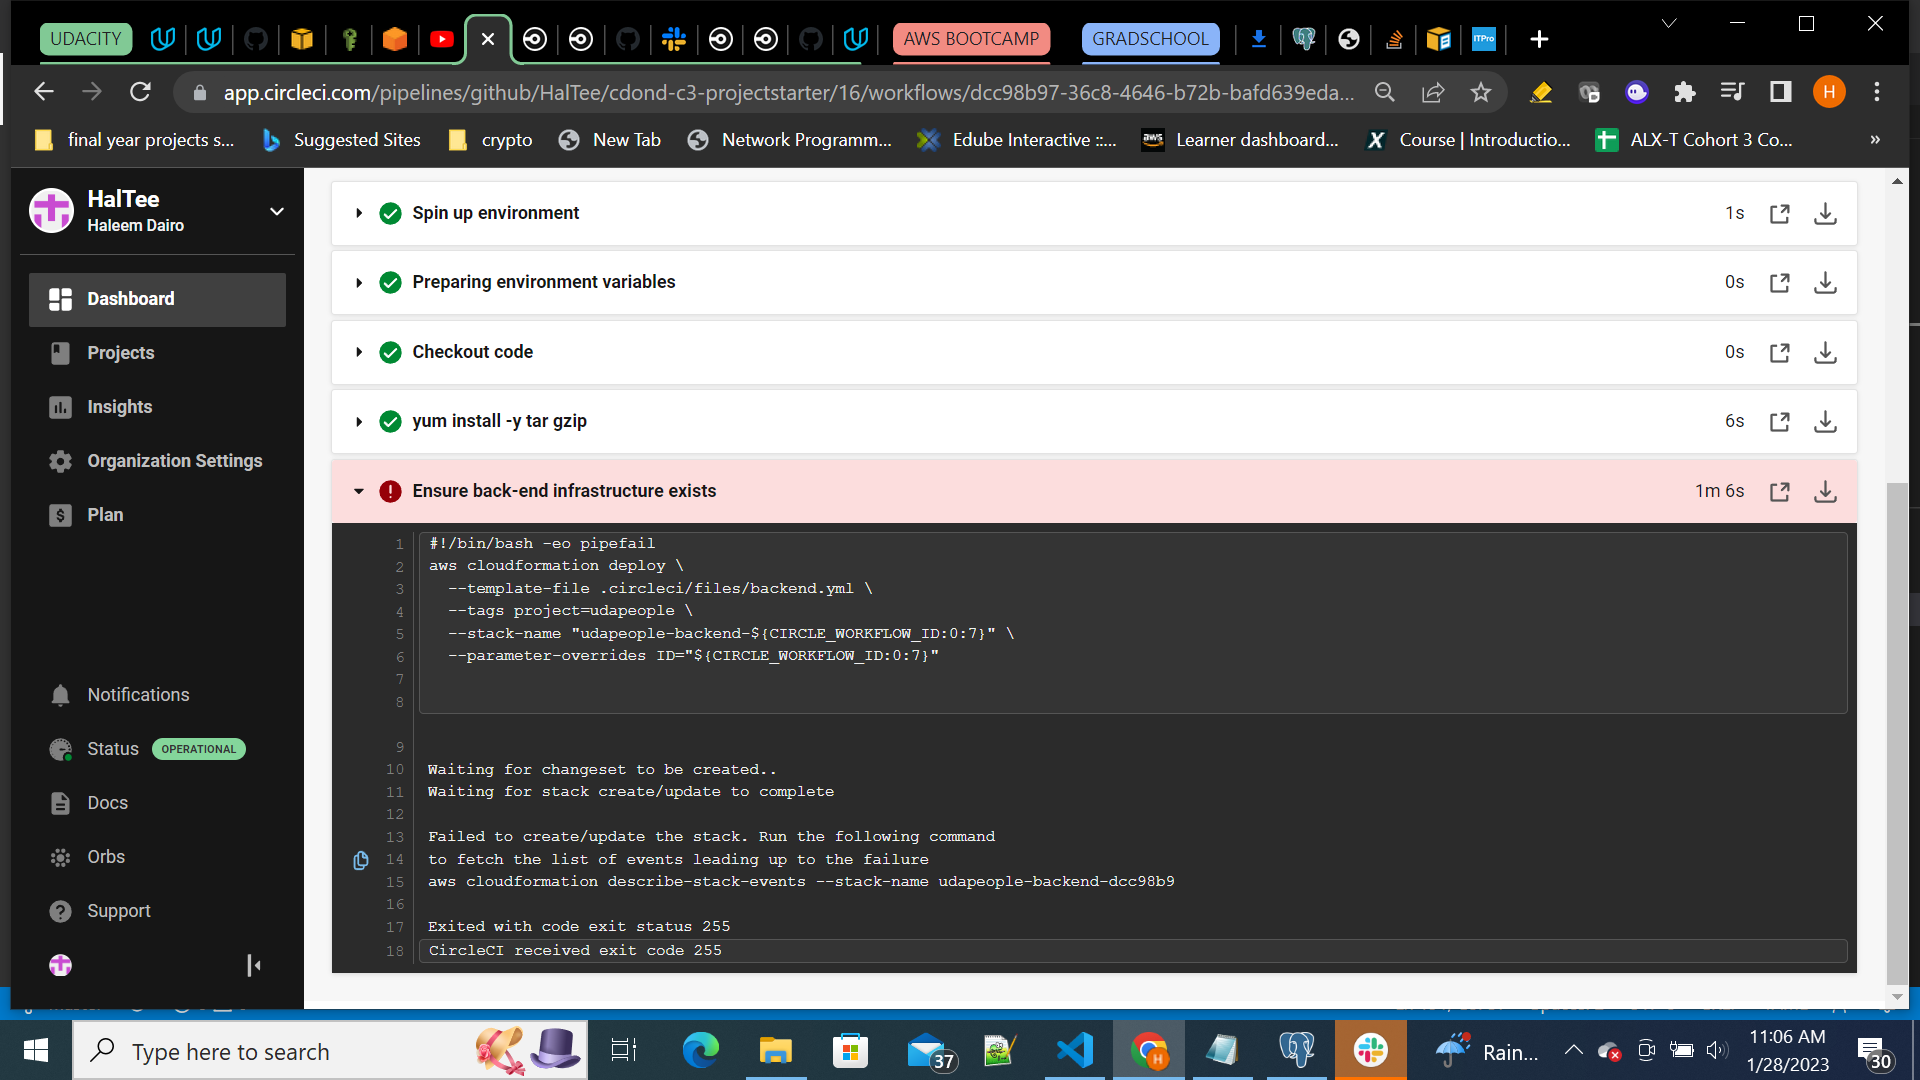 UDACITY
AWS BOOTCAMP
GRADSCHOOL
ITPro
app.circleci.com/pipelines/github/HalTee/cdond-c3-projectstarter/16/workflows/dcc98b97-36c8-4646-b72b-bafd639eda...
H
final year projects s...
Suggested Sites
crypto
New Tab
Network Programm...
Edube Interactive ::...
aws
Learner dashboard...
Course | Introductio...
ALX-T Cohort 3 Co...
»
HalTee
Haleem Dairo
Dashboard
Projects
Insights
Organization Settings
Plan
Notifications
Status OPERATIONAL
Docs
Orbs
Support
Spin up environment 1s
Preparing environment variables 0s
Checkout code 0s
yum install -y tar gzip 6s
Ensure back-end infrastructure exists 1m 6s
1 #!/bin/bash -eo pipefail
2 aws cloudformation deploy \
3 --template-file .circleci/files/backend.yml \
4 --tags project=udapeople \
5 --stack-name "udapeople-backend-${CIRCLE_WORKFLOW_ID:0:7}" \
6 --parameter-overrides ID="${CIRCLE_WORKFLOW_ID:0:7}"
7
8
9
10 Waiting for changeset to be created..
11 Waiting for stack create/update to complete
12
13 Failed to create/update the stack. Run the following command
14 to fetch the list of events leading up to the failure
15 aws cloudformation describe-stack-events --stack-name udapeople-backend-dcc98b9
16
17 Exited with code exit status 255
18 CircleCI received exit code 255
Type here to search
37
H
Rain...
11:06 AM
1/28/2023
30